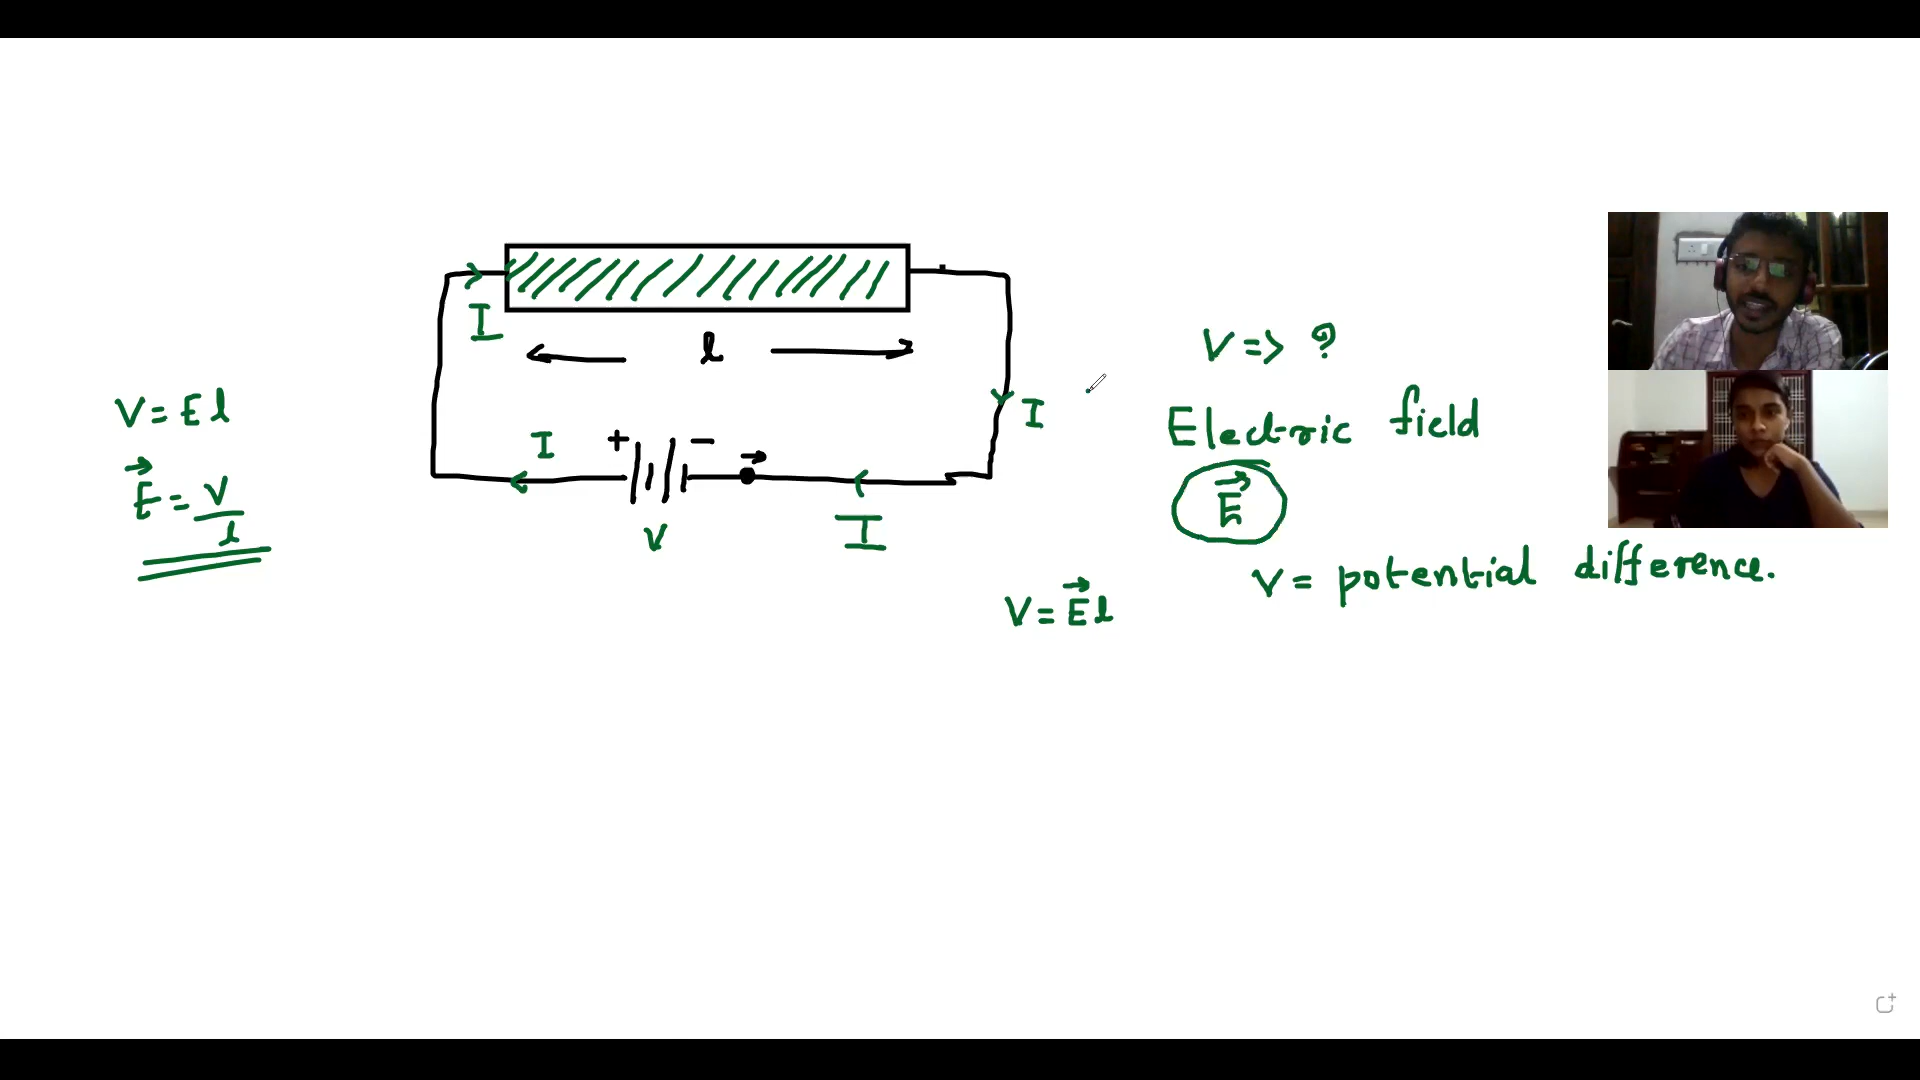 V = El
E = V/l
I
l
+ −
I
V
I
I
V => ?
Electric field
E
V = potential difference.
V = El